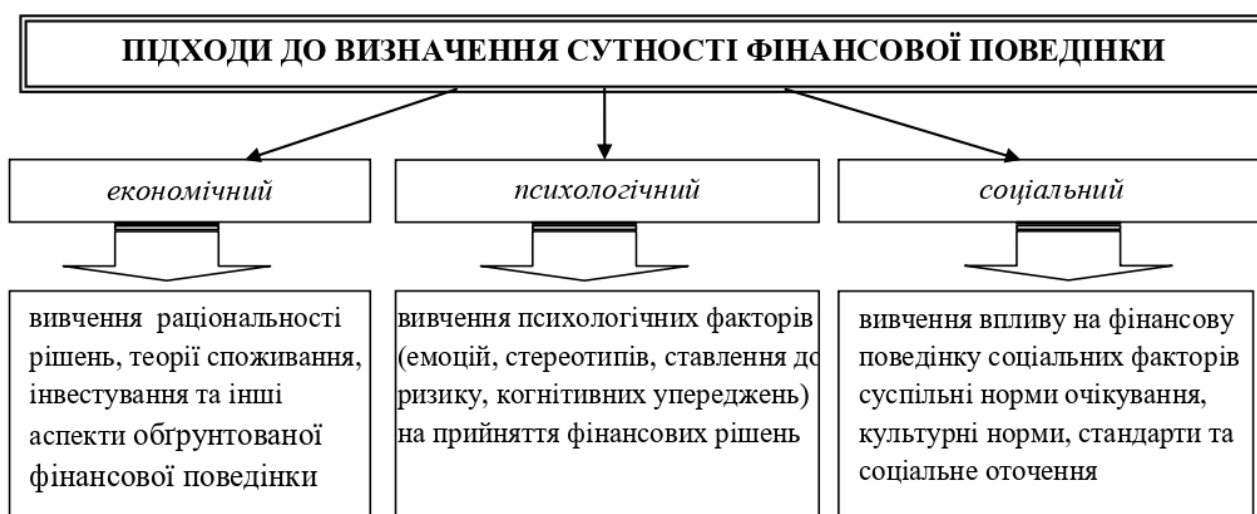 ПІДХОДИ ДО ВИЗНАЧЕННЯ СУТНОСТІ ФІНАНСОВОЇ ПОВЕДІНКИ
економічний
психологічний
соціальний
вивчення раціональності
рішень, теорії споживання,
інвестування та інші
аспекти обґрунтованої
фінансової поведінки
вивчення психологічних факторів
(емоцій, стереотипів, ставлення до
ризику, когнітивних упереджень)
на прийняття фінансових рішень
вивчення впливу на фінансову
поведінку соціальних факторів
суспільні норми очікування,
культурні норми, стандарти та
соціальне оточення